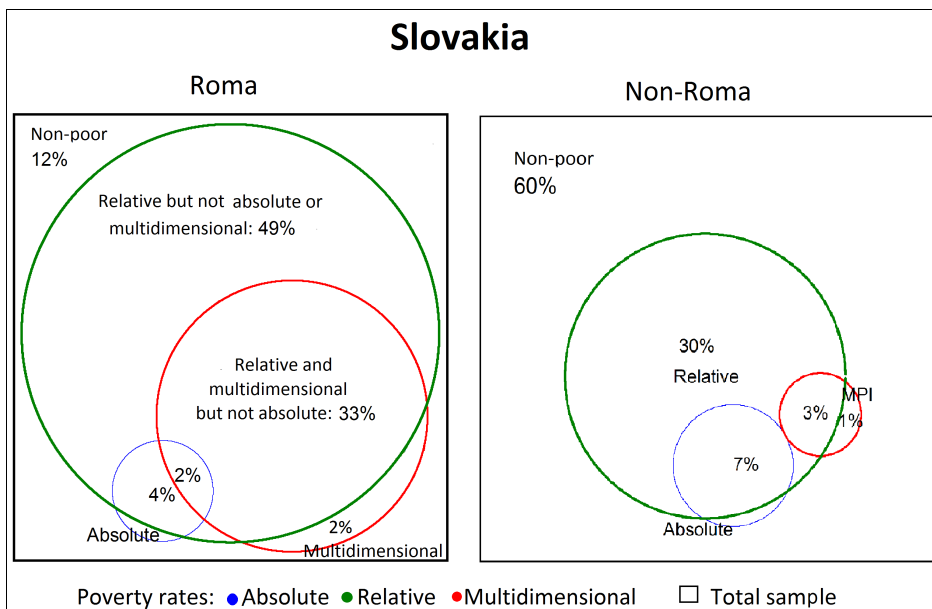 Slovakia
Roma
Non-poor
12%
Relative but not absolute or
multidimensional: 49%
Relative and
multidimensional
but not absolute: 33%
2%
4%
Absolute
2%
Multidimensional
Non-Roma
Non-poor
60%
30%
Relative
MPI
3%
1%
7%
Absolute
Poverty rates: Absolute Relative Multidimensional Total sample